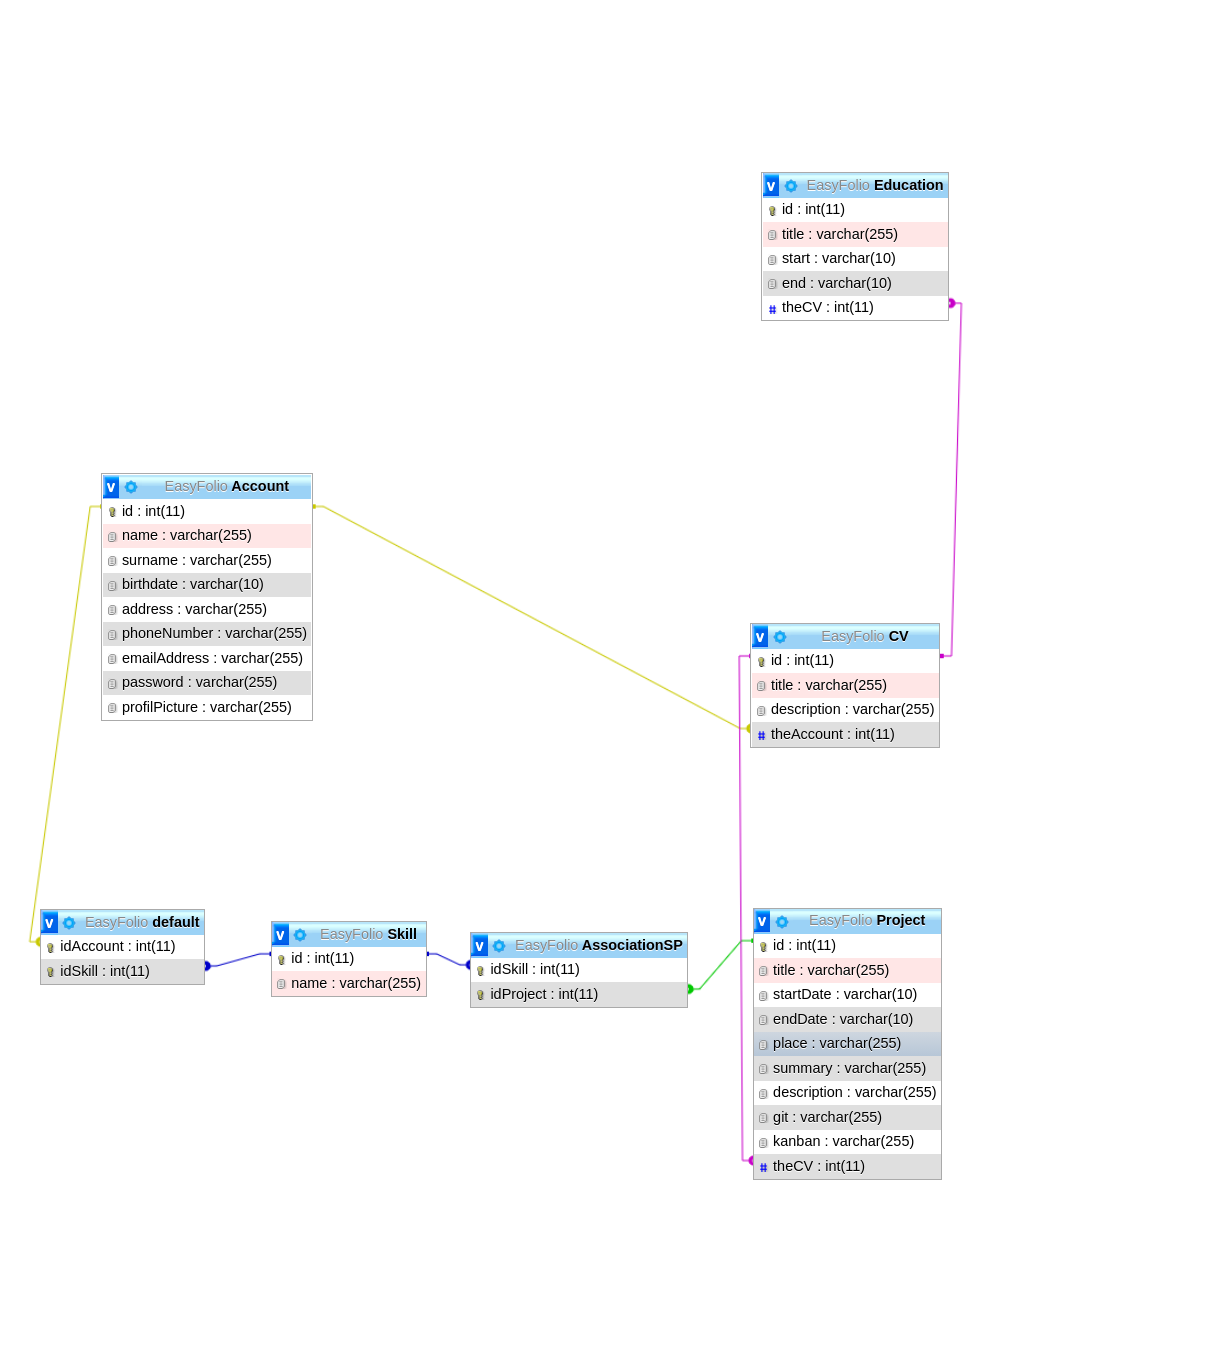 v EasyFolio Education
id : int(11)
title : varchar(255)
start : varchar(10)
end : varchar(10)
# theCV : int(11)
v EasyFolio Account
id : int(11)
name : varchar(255)
surname : varchar(255)
birthdate : varchar(10)
address : varchar(255)
phoneNumber : varchar(255)
emailAddress : varchar(255)
password : varchar(255)
profilPicture : varchar(255)
v EasyFolio CV
id : int(11)
title : varchar(255)
description : varchar(255)
# theAccount : int(11)
v EasyFolio default
idAccount : int(11)
idSkill : int(11)
v EasyFolio Skill
id : int(11)
name : varchar(255)
v EasyFolio AssociationSP
idSkill : int(11)
idProject : int(11)
v EasyFolio Project
id : int(11)
title : varchar(255)
startDate : varchar(10)
endDate : varchar(10)
place : varchar(255)
summary : varchar(255)
description : varchar(255)
git : varchar(255)
kanban : varchar(255)
# theCV : int(11)